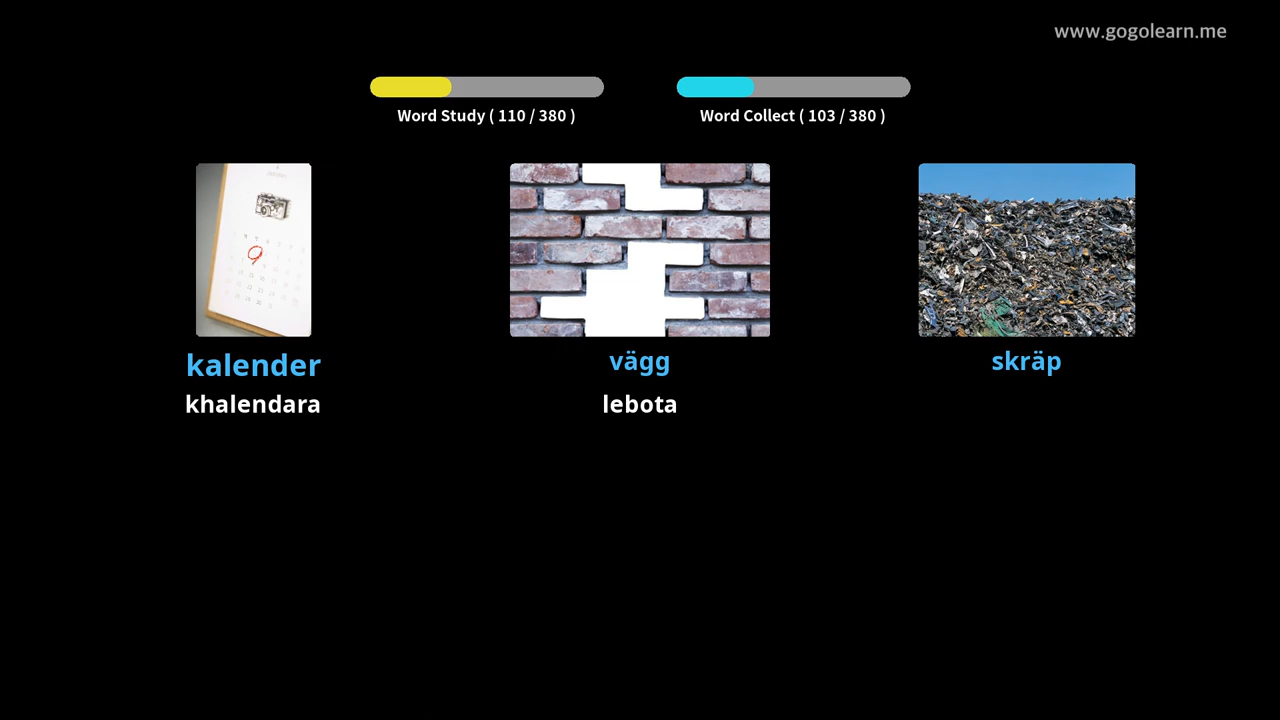 www.gogolearn.me
Word Study ( 110 / 380 )
Word Collect ( 103 / 380 )
kalender
vägg
skräp
khalendara
lebota